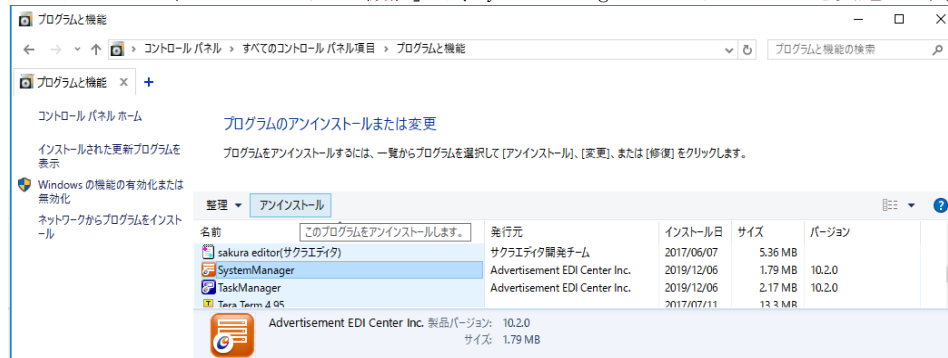 プログラムと機能
コントロール パネル › すべてのコントロール パネル項目 › プログラムと機能
プログラムと機能の検索
プログラムと機能 × +
コントロール パネル ホーム
インストールされた更新プログラムを
表示
Windows の機能の有効化または
無効化
ネットワークからプログラムをインスト
ール
プログラムのアンインストールまたは変更
プログラムをアンインストールするには、一覧からプログラムを選択して [アンインストール]、[変更]、または [修復] をクリックします。
整理 ▼ アンインストール
名前 このプログラムをアンインストールします。 発行元 インストール日 サイズ バージョン
sakura editor(サクラエディタ) サクラエディタ開発チーム 2017/06/07 5.36 MB
SystemManager Advertisement EDI Center Inc. 2019/12/06 1.79 MB 10.2.0
TaskManager Advertisement EDI Center Inc. 2019/12/06 2.17 MB 10.2.0
Tera Term 4.95 2017/07/11 13.3 MB
Advertisement EDI Center Inc. 製品バージョン: 10.2.0
サイズ: 1.79 MB